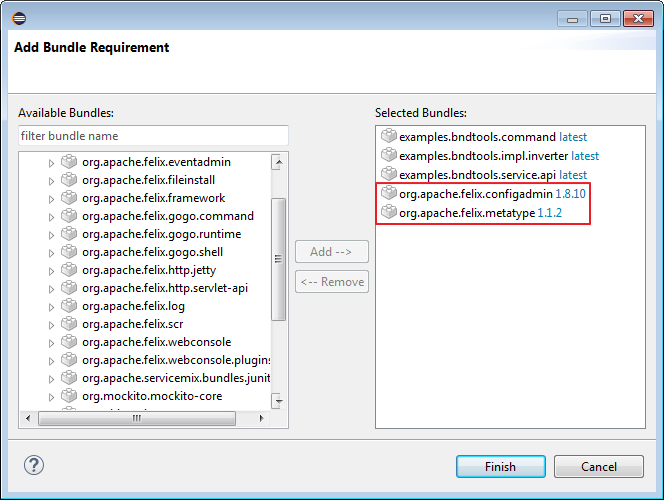 Add Bundle Requirement
Available Bundles:
filter bundle name
org.apache.felix.eventadmin
org.apache.felix.fileinstall
org.apache.felix.framework
org.apache.felix.gogo.command
org.apache.felix.gogo.runtime
org.apache.felix.gogo.shell
org.apache.felix.http.jetty
org.apache.felix.http.servlet-api
org.apache.felix.log
org.apache.felix.scr
org.apache.felix.webconsole
org.apache.felix.webconsole.plugins
org.apache.servicemix.bundles.junit
org.mockito.mockito-core
Add -->
<-- Remove
Selected Bundles:
examples.bndtools.command latest
examples.bndtools.impl.inverter latest
examples.bndtools.service.api latest
org.apache.felix.configadmin 1.8.10
org.apache.felix.metatype 1.1.2
?
Finish
Cancel